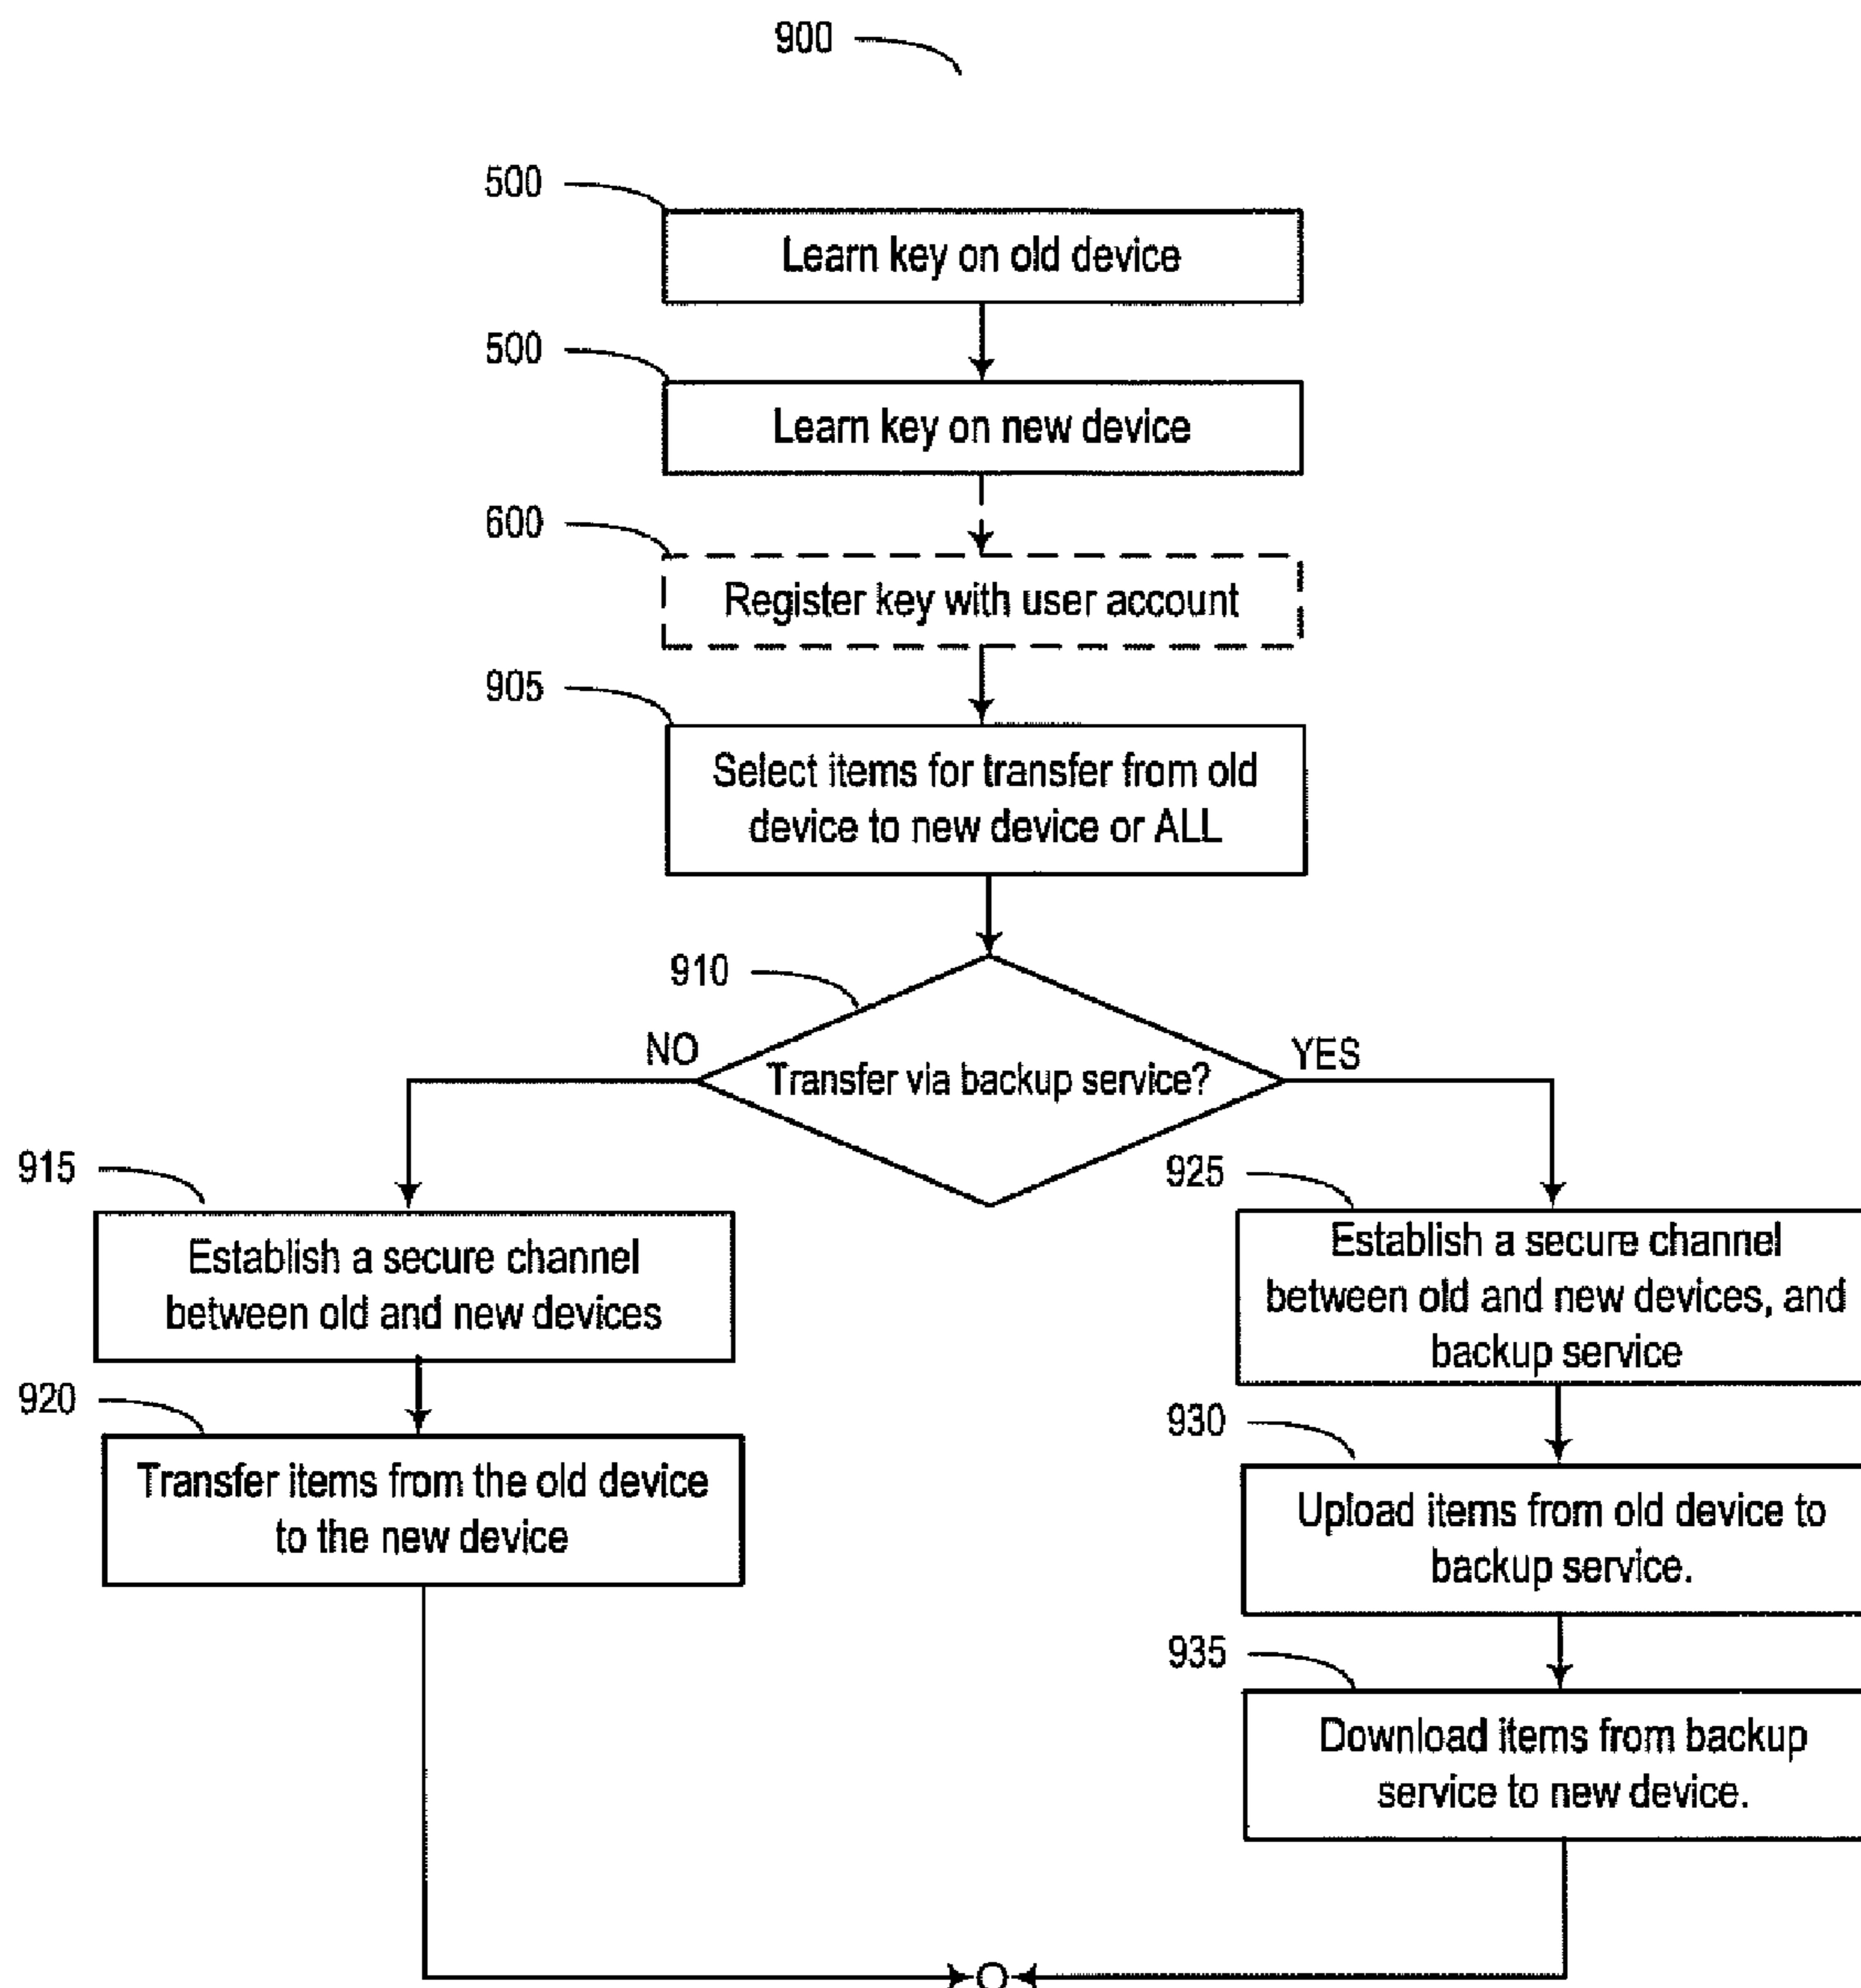 900
500
Learn key on old device
500
Learn key on new device
600
Register key with user account
905
Select items for transfer from old
device to new device or ALL
910
NO
Transfer via backup service?
YES
915
Establish a secure channel
between old and new devices
920
Transfer items from the old device
to the new device
925
Establish a secure channel
between old and new devices, and
backup service
930
Upload items from old device to
backup service.
935
Download items from backup
service to new device.